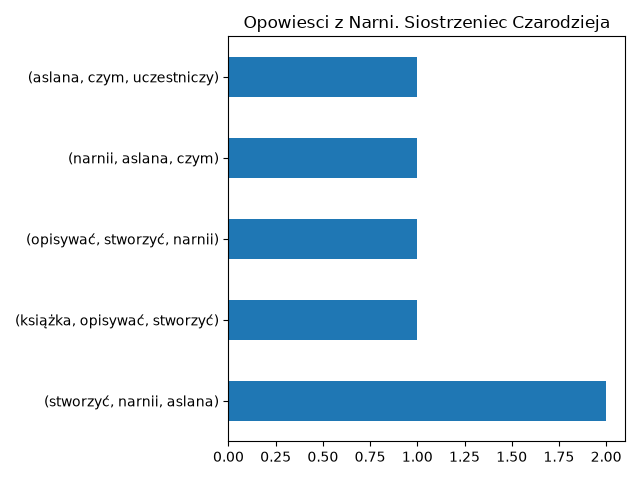 Opowiesci z Narni. Siostrzeniec Czarodzieja
(aslana, czym, uczestniczy)
(narnii, aslana, czym)
(opisywać, stworzyć, narnii)
(książka, opisywać, stworzyć)
(stworzyć, narnii, aslana)
0.00 0.25 0.50 0.75 1.00 1.25 1.50 1.75 2.00